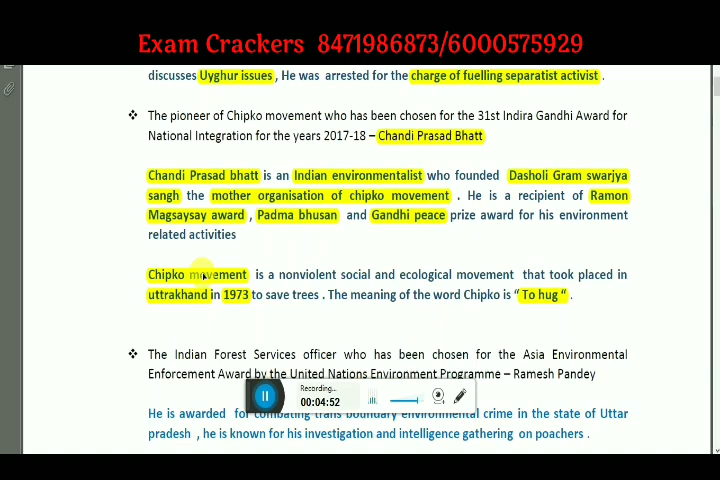 Exam Crackers 8471986873/6000575929
discusses Uyghur issues , He was arrested for the charge of fuelling separatist activist .
❖ The pioneer of Chipko movement who has been chosen for the 31st Indira Gandhi Award for
National Integration for the years 2017-18 – Chandi Prasad Bhatt
Chandi Prasad bhatt is an Indian environmentalist who founded Dasholi Gram swarjya
sangh the mother organisation of chipko movement . He is a recipient of Ramon
Magsaysay award , Padma bhusan and Gandhi peace prize award for his environment
related activities
Chipko movement is a nonviolent social and ecological movement that took placed in
uttrakhand in 1973 to save trees . The meaning of the word Chipko is “ To hug “ .
❖ The Indian Forest Services officer who has been chosen for the Asia Environmental
Enforcement Award by the United Nations Environment Programme – Ramesh Pandey
Recording...
00:04:52
He is awarded for combating trans boundary environmental crime in the state of Uttar
pradesh , he is known for his investigation and intelligence gathering on poachers .